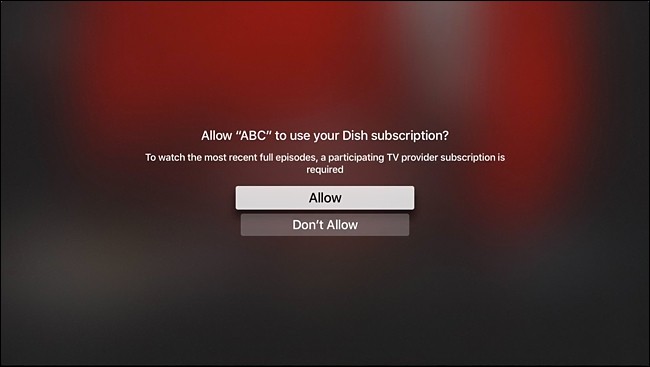 Allow “ABC” to use your Dish subscription?
To watch the most recent full episodes, a participating TV provider subscription is
required
Allow
Don’t Allow